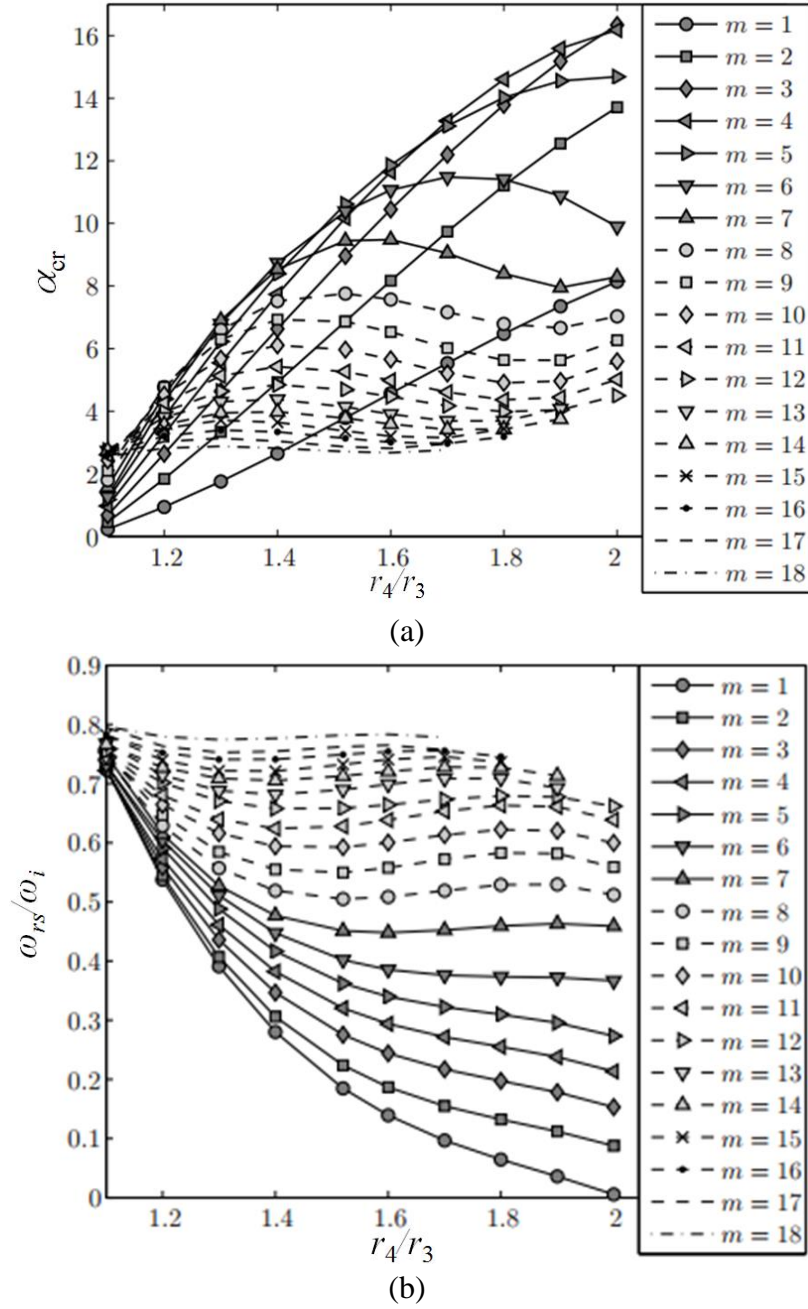 16
14
12
10
8
6
4
2
0
α_cr
1.2 1.4 1.6 1.8 2
r₄/r₃
m = 1
m = 2
m = 3
m = 4
m = 5
m = 6
m = 7
m = 8
m = 9
m = 10
m = 11
m = 12
m = 13
m = 14
m = 15
m = 16
m = 17
m = 18
(a)
0.9
0.8
0.7
0.6
0.5
0.4
0.3
0.2
0.1
0
ω_rs/ω_i
1.2 1.4 1.6 1.8 2
r₄/r₃
m = 1
m = 2
m = 3
m = 4
m = 5
m = 6
m = 7
m = 8
m = 9
m = 10
m = 11
m = 12
m = 13
m = 14
m = 15
m = 16
m = 17
m = 18
(b)